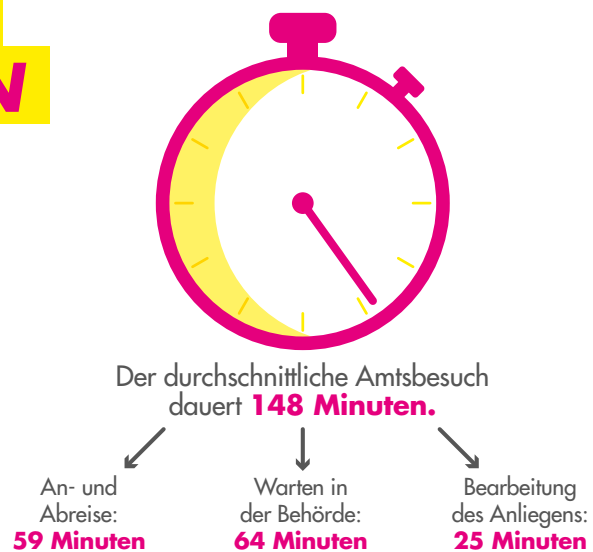 N
Der durchschnittliche Amtsbesuch
dauert 148 Minuten.
An- und
Abreise:
59 Minuten
Warten in
der Behörde:
64 Minuten
Bearbeitung
des Anliegens:
25 Minuten